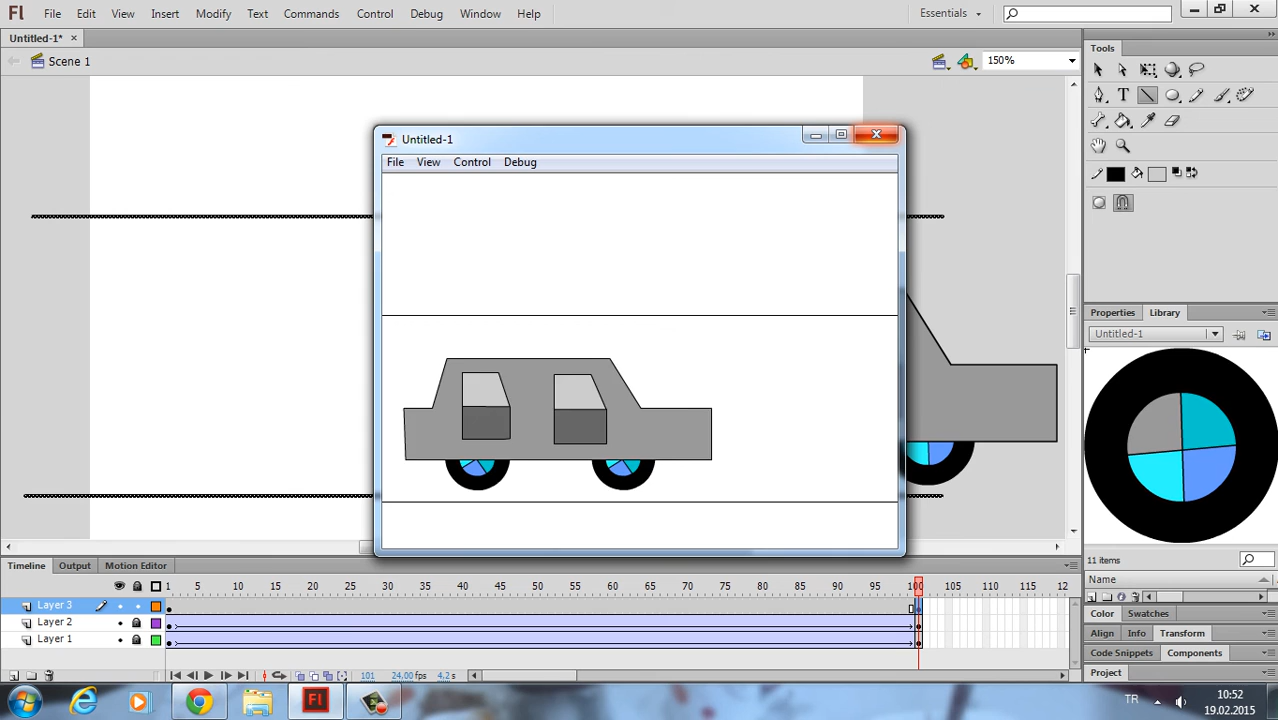 Fl File Edit View Insert Modify Text Commands Control Debug Window Help Essentials
Untitled-1*
Scene 1 150%
Tools
Untitled-1
File View Control Debug
Properties Library
Untitled-1
11 items
Name
Timeline Output Motion Editor
1 5 10 15 20 25 30 35 40 45 50 55 60 65 70 75 80 85 90 95 100 105 110 115 12
Layer 3
Layer 2
Layer 1
101 24,00 fps 4,2 s
Color Swatches
Align Info Transform
Code Snippets Components
Project
Fl
TR
10:52
19.02.2015